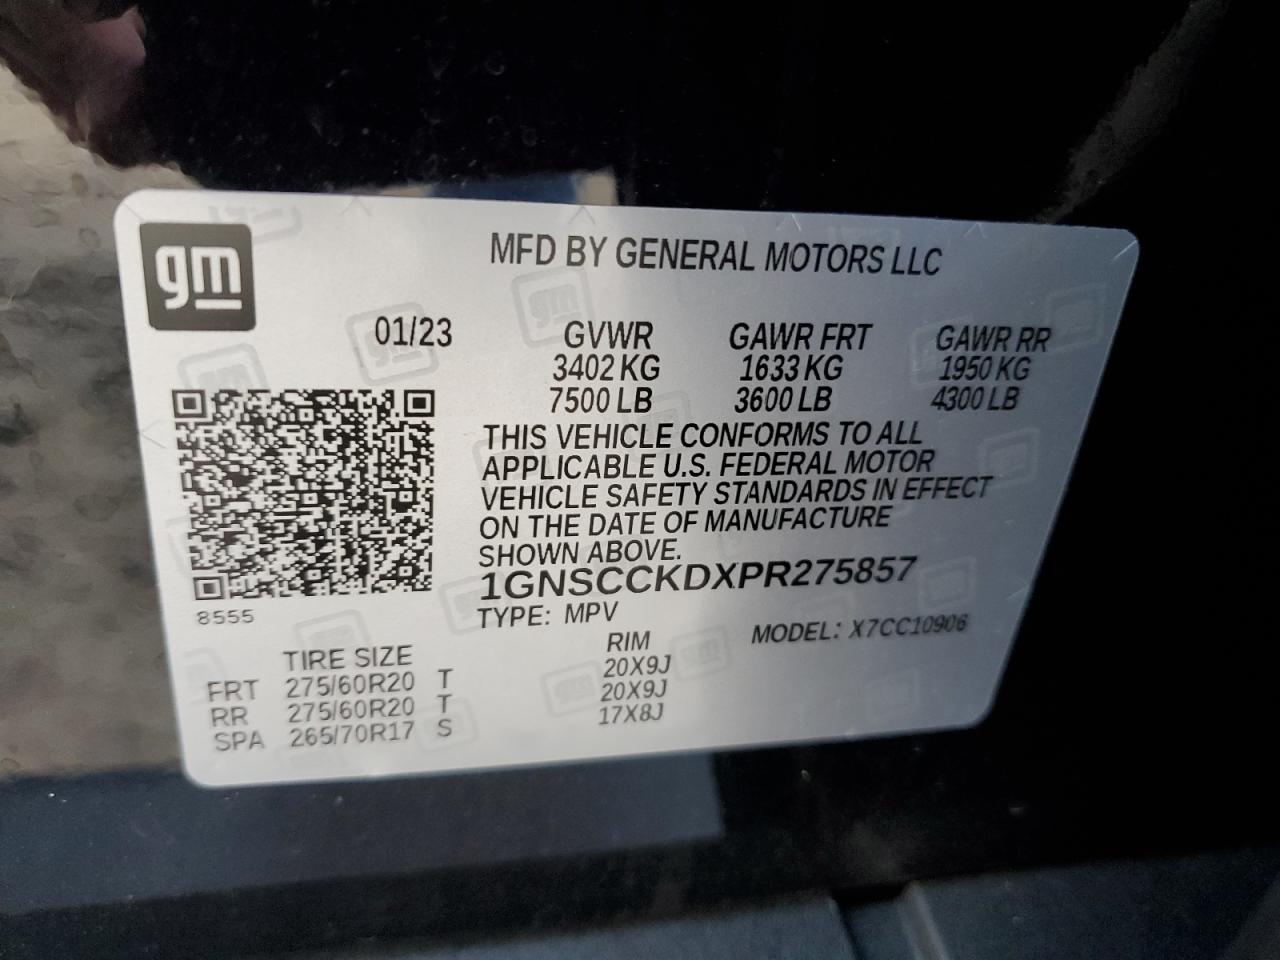 gm
MFD BY GENERAL MOTORS LLC
01/23 GVWR GAWR FRT GAWR RR
3402 KG 1633 KG 1950 KG
7500 LB 3600 LB 4300 LB
THIS VEHICLE CONFORMS TO ALL
APPLICABLE U.S. FEDERAL MOTOR
VEHICLE SAFETY STANDARDS IN EFFECT
ON THE DATE OF MANUFACTURE
SHOWN ABOVE.
1GNSCCKDXPR275857
8555
TYPE: MPV MODEL: X7CC10906
TIRE SIZE RIM
FRT 275/60R20 T 20X9J
RR 275/60R20 T 20X9J
SPA 265/70R17 S 17X8J